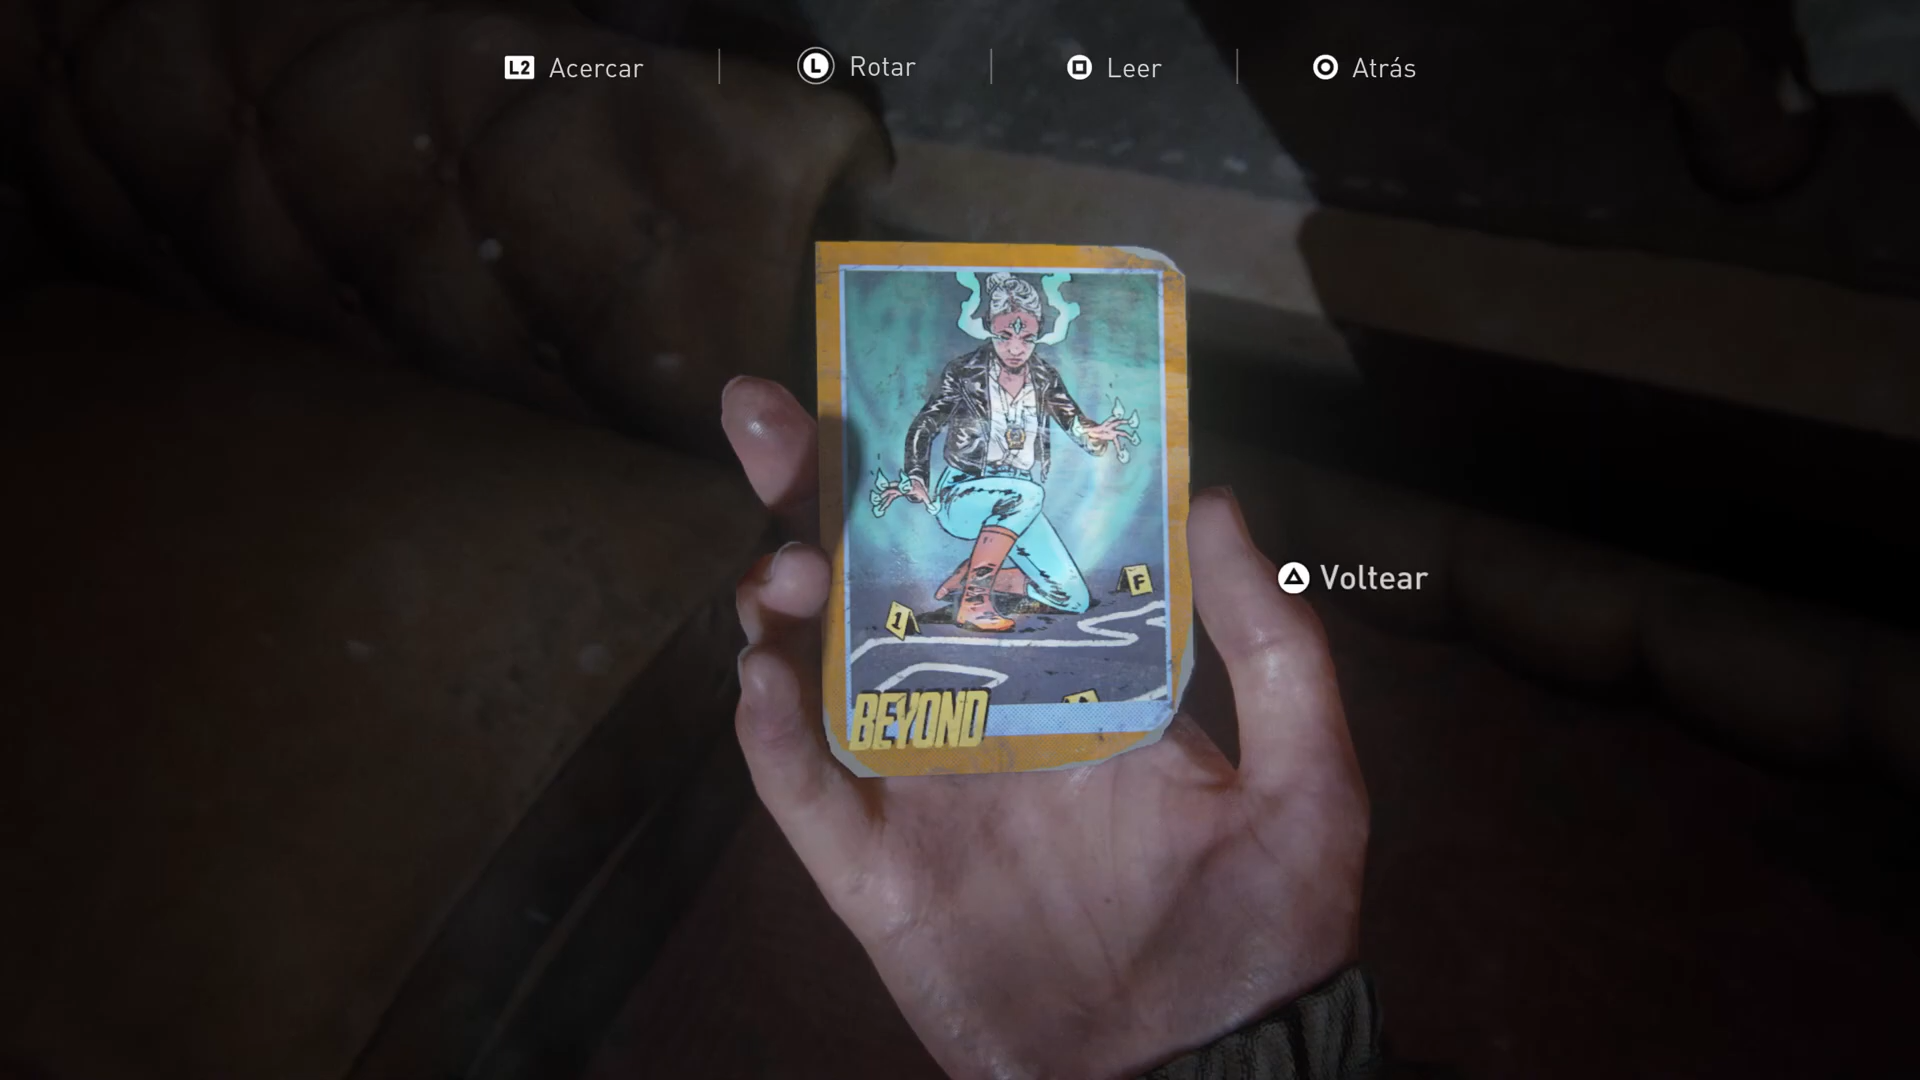 L2 Acercar
L Rotar
Leer
Atrás
1
F
BEYOND
Voltear